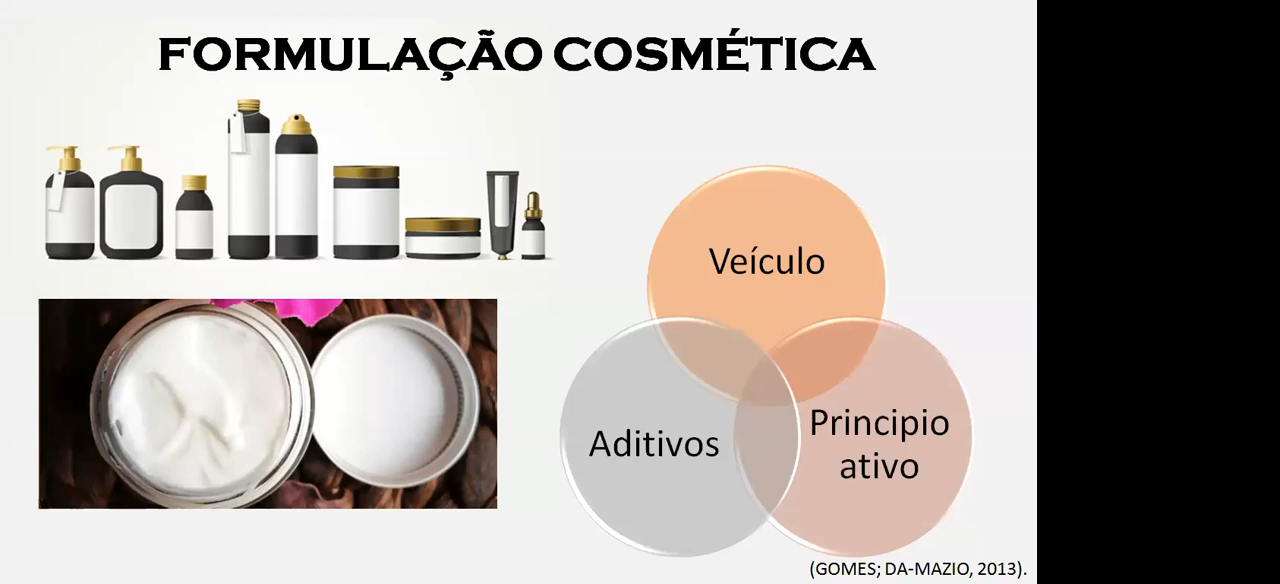 FORMULAÇÃO COSMÉTICA
Veículo
Aditivos
Principio
ativo
(GOMES; DA-MAZIO, 2013).